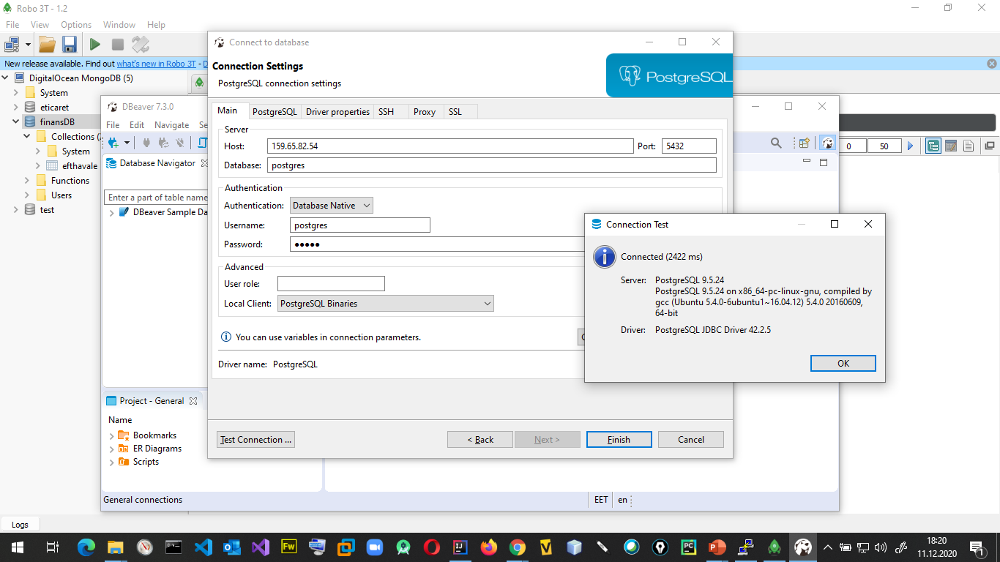 Robo 3T - 1.2
File View Options Window Help
New release available. Find out what's new in Robo 3T - D
DigitalOcean MongoDB (5)
System
eticaret
finansDB
Collections (
System
efthavale
Functions
Users
test
Logs
0 50
DBeaver 7.3.0
File Edit Navigate Se
Database Navigator
Enter a part of table name
DBeaver Sample Da
Project - General
Name
Bookmarks
ER Diagrams
Scripts
General connections
EET en
Connect to database
Connection Settings
PostgreSQL connection settings
PostgreSQL
Main PostgreSQL Driver properties SSH Proxy SSL
Server
Host: 159.65.82.54 Port: 5432
Database: postgres
Authentication
Authentication: Database Native
Username: postgres
Password: ●●●●●
Advanced
User role:
Local Client: PostgreSQL Binaries
You can use variables in connection parameters.
Driver name: PostgreSQL
Test Connection ... < Back Next > Finish Cancel
Connection Test
Connected (2422 ms)
Server: PostgreSQL 9.5.24
PostgreSQL 9.5.24 on x86_64-pc-linux-gnu, compiled by
gcc (Ubuntu 5.4.0-6ubuntu1~16.04.12) 5.4.0 20160609,
64-bit
Driver: PostgreSQL JDBC Driver 42.2.5
OK
18:20
11.12.2020
1